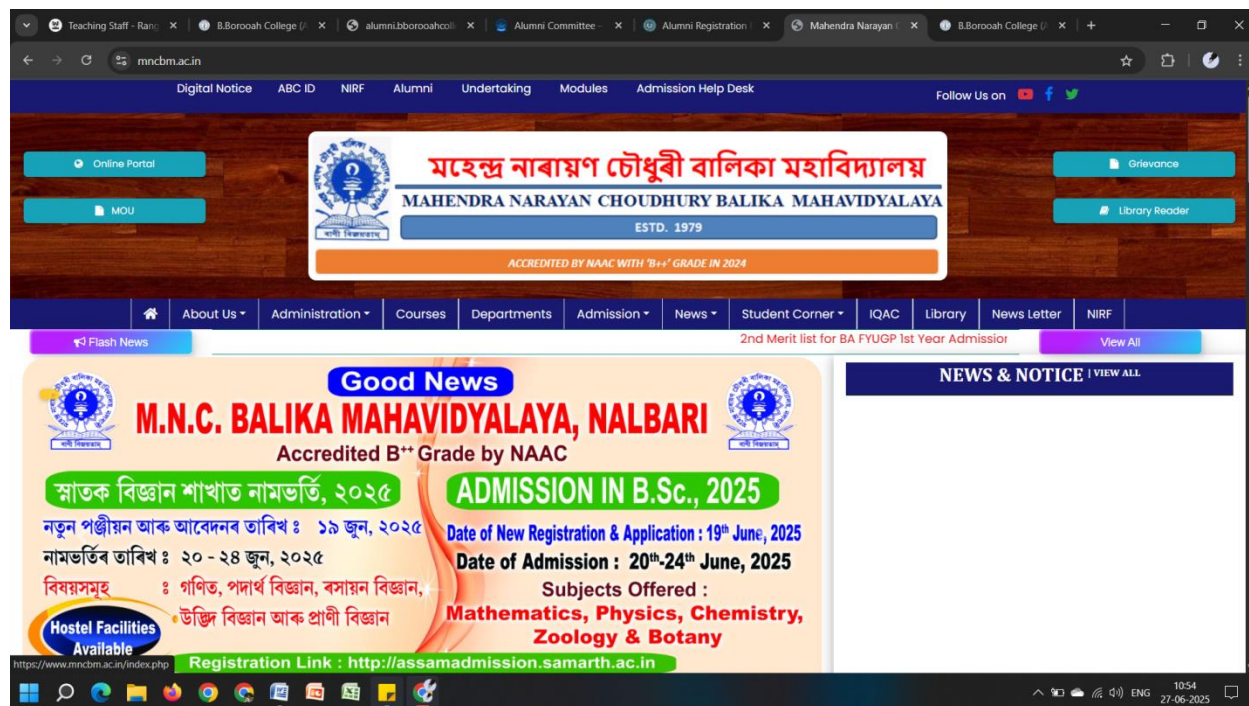 Teaching Staff - Rang
B.Borooah College (A
alumni.bborooahcoll
Alumni Committee -
Alumni Registration
Mahendra Narayan C
B.Borooah College (A
mncbm.ac.in
Digital Notice ABC ID NIRF Alumni Undertaking Modules Admission Help Desk
Follow Us on
Online Portal
MOU
মহেন্দ্ৰ নাৰায়ণ চৌধুৰী বালিকা মহাবিদ্যালয়
MAHENDRA NARAYAN CHOUDHURY BALIKA MAHAVIDYALAYA
ESTD. 1979
ACCREDITED BY NAAC WITH 'B++' GRADE IN 2024
Grievance
Library Reader
About Us Administration Courses Departments Admission News Student Corner IQAC Library News Letter NIRF
Flash News
2nd Merit list for BA FYUGP 1st Year Admission
View All
Good News
M.N.C. BALIKA MAHAVIDYALAYA, NALBARI
Accredited B++ Grade by NAAC
স্নাতক বিজ্ঞান শাখাত নামভৰ্তি, ২০২৫
নতুন পঞ্জীয়ন আৰু আবেদনৰ তাৰিখ ঃ ১৯ জুন, ২০২৫
নামভৰ্তিৰ তাৰিখ ঃ ২০ - ২৪ জুন, ২০২৫
বিষয়সমূহ ঃ গণিত, পদাৰ্থ বিজ্ঞান, ৰসায়ন বিজ্ঞান,
উদ্ভিদ বিজ্ঞান আৰু প্ৰাণী বিজ্ঞান
ADMISSION IN B.Sc., 2025
Date of New Registration & Application : 19th June, 2025
Date of Admission : 20th-24th June, 2025
Subjects Offered :
Mathematics, Physics, Chemistry,
Zoology & Botany
Hostel Facilities
Available
Registration Link : http://assamadmission.samarth.ac.in
NEWS & NOTICE | VIEW ALL
https://www.mncbm.ac.in/index.php
ENG
10:54
27-06-2025